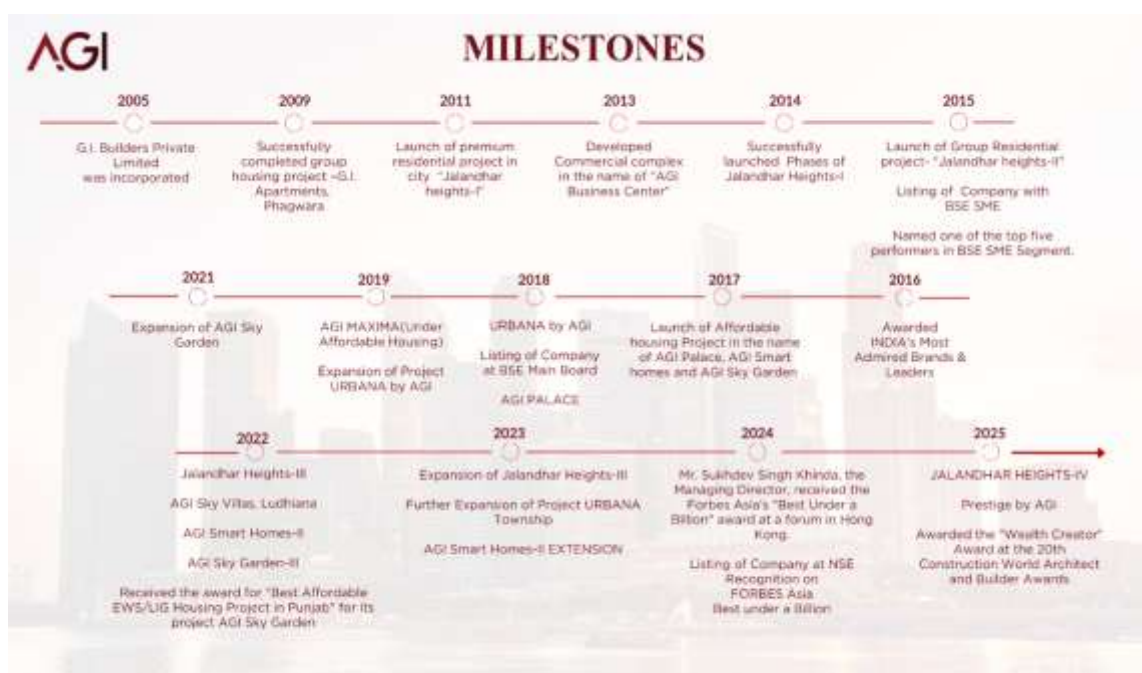 AGI
MILESTONES
2005
G.I. Builders Private
Limited
was incorporated
2009
Successfully
completed group
housing project -G.I.
Apartments,
Phagwara.
2011
Launch of premium
residential project in
city "Jalandhar
heights-I"
2013
Developed
Commercial complex
in the name of "AGI
Business Center"
2014
Successfully
launched Phases of
Jalandhar Heights-I
2015
Launch of Group Residential
project- "Jalandhar heights-II"
Listing of Company with
BSE SME
Named one of the top five
performers in BSE SME Segment.
2021
Expansion of AGI Sky
Garden
2019
AGI MAXIMA(Under
Affordable Housing)
Expansion of Project
URBANA by AGI
2018
URBANA by AGI
Listing of Company
at BSE Main Board
AGI PALACE
2017
Launch of Affordable
housing Project in the name
of AGI Palace, AGI Smart
homes and AGI Sky Garden
2016
Awarded
INDIA's Most
Admired Brands &
Leaders
2022
Jalandhar Heights-III
AGI Sky Villas, Ludhiana
AGI Smart Homes-II
AGI Sky Garden-III
Received the award for "Best Affordable
EWS/LIG Housing Project in Punjab" for its
project AGI Sky Garden
2023
Expansion of Jalandhar Heights-III
Further Expansion of Project URBANA
Township
AGI Smart Homes-II EXTENSION
2024
Mr. Sukhdev Singh Khinda, the
Managing Director, received the
Forbes Asia's "Best Under a
Billion" award at a forum in Hong
Kong.
Listing of Company at NSE
Recognition on
FORBES Asia
Best under a Billion
2025
JALANDHAR HEIGHTS-IV
Prestige by AGI
Awarded the "Wealth Creator"
Award at the 20th
Construction World Architect
and Builder Awards